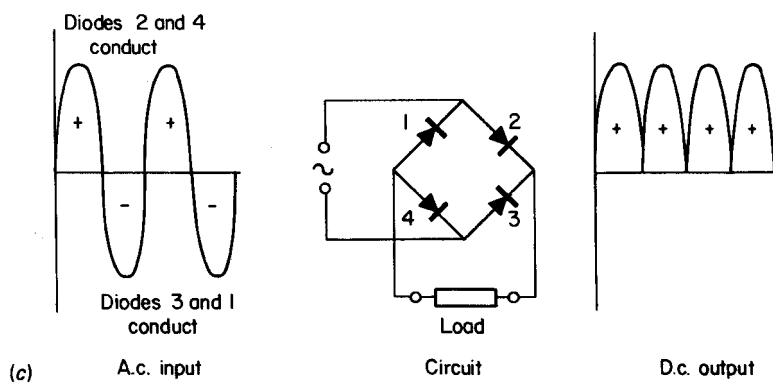 Diodes 2 and 4
conduct
+
+
-
-
Diodes 3 and 1
conduct
A.c. input
1
2
~
4
3
Load
Circuit
+
+
+
+
D.c. output
(c)